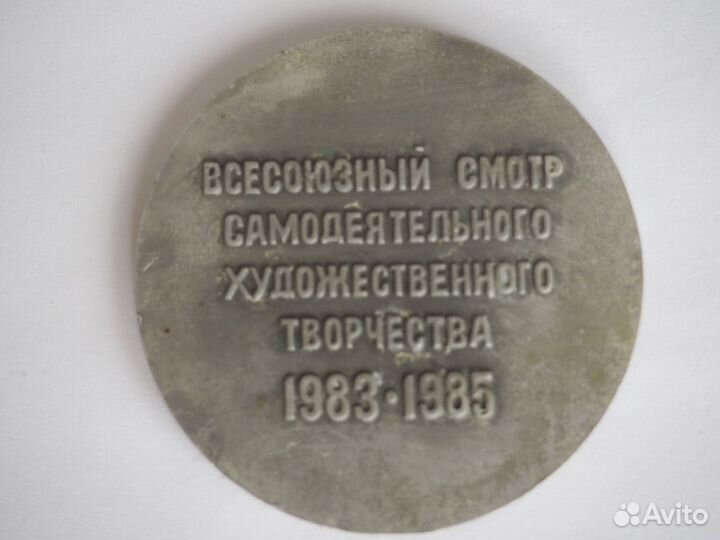 ВСЕСОЮЗНЫЙ СМОТР
САМОДЕЯТЕЛЬНОГО
ХУДОЖЕСТВЕННОГО
ТВОРЧЕСТВА
1983·1985
Avito